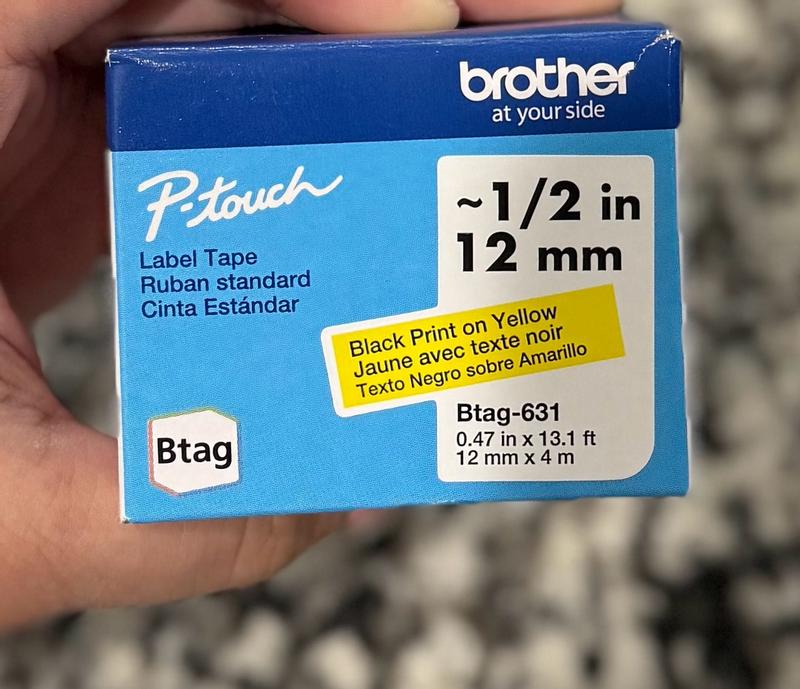 brother
at your side
P-touch
Label Tape
Ruban standard
Cinta Estándar
~1/2 in
12 mm
Black Print on Yellow
Jaune avec texte noir
Texto Negro sobre Amarillo
Btag-631
0.47 in x 13.1 ft
12 mm x 4 m
Btag